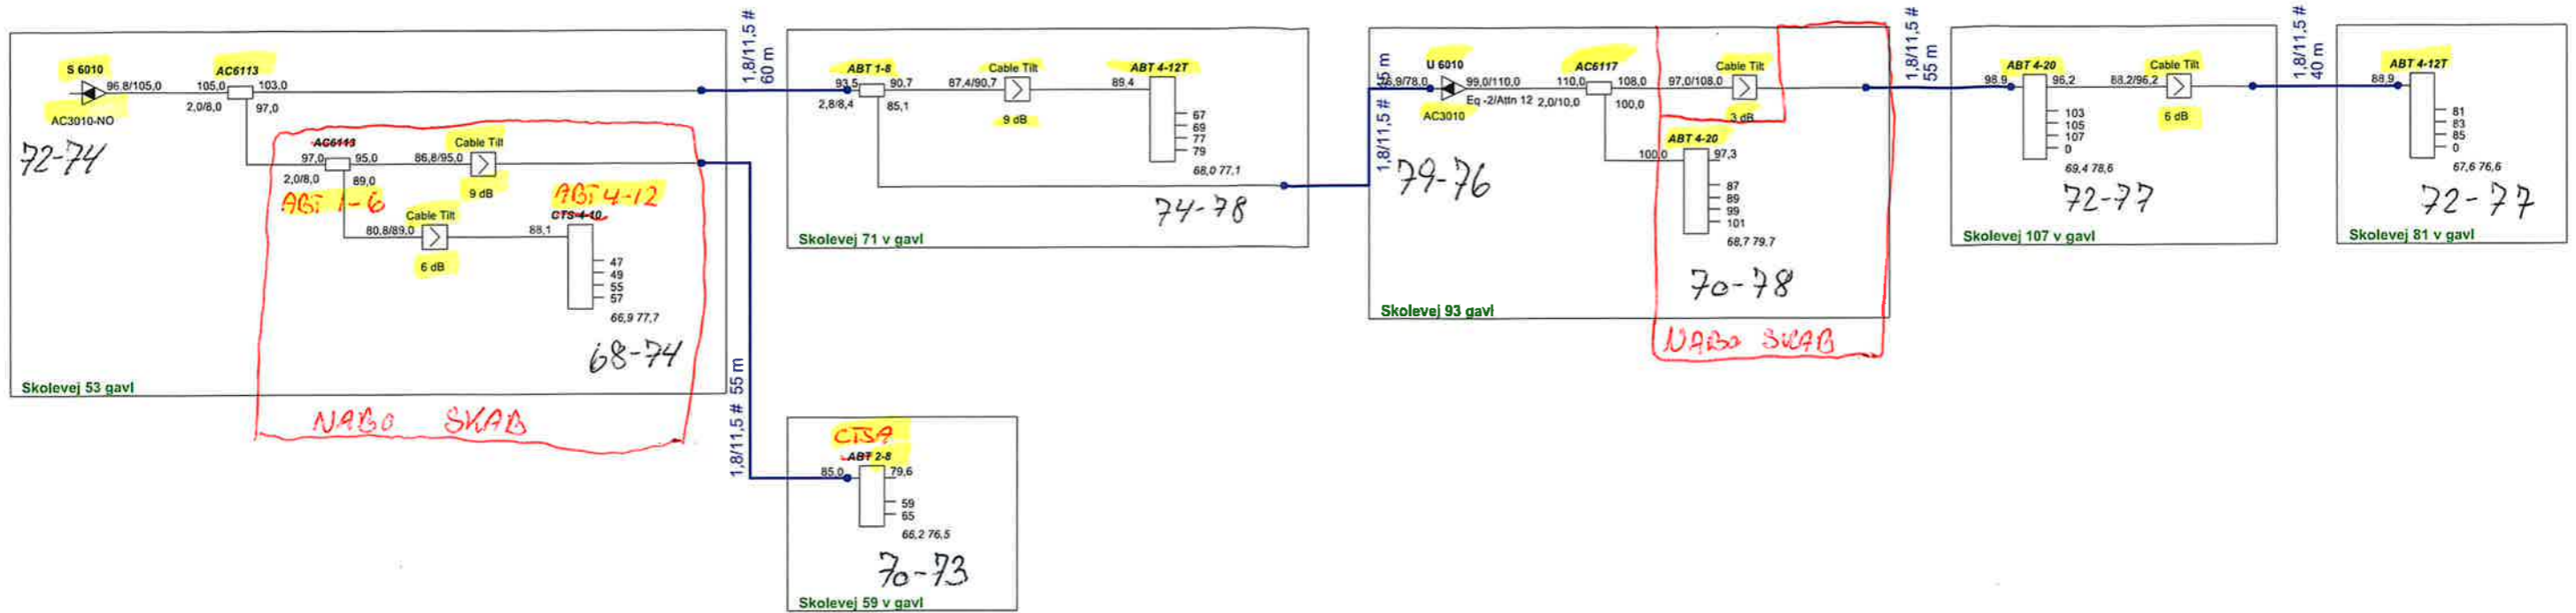 S 6010
96,8/105,0
AC3010-NO
72-74
AC6113
105,0
103,0
2,0/8,0
97,0
AC6113
97,0
95,0
2,0/8,0
89,0
ABT 1-6
86,8/95,0
Cable Tilt
9 dB
80,8/89,0
Cable Tilt
6 dB
ABT 4-12
CTS 4-10
88,1
47
49
55
57
66,9 77,7
68-74
Skolevej 53 gavl
NABO SKAB
1,8/11,5 #
60 m
1,8/11,5 # 55 m
ABT 1-8
93,5
90,7
2,8/8,4
85,1
87,4/90,7
Cable Tilt
9 dB
ABT 4-12T
89,4
67
69
77
79
68,0 77,1
74-78
Skolevej 71 v gavl
CTSA
ABT 2-8
85,0
79,6
59
65
66,2 76,5
70-73
Skolevej 59 v gavl
U 6010
99,0/110,0
Eq -2/Attn 12
AC3010
79-76
AC6117
110,0
108,0
2,0/10,0
100,0
97,0/108,0
Cable Tilt
3 dB
ABT 4-20
100,0
97,3
87
89
99
101
68,7 79,7
70-78
Skolevej 93 gavl
NABO SKAB
1,8/11,5 #
55 m
ABT 4-20
98,9
96,2
103
105
107
0
69,4 78,6
88,2/96,2
Cable Tilt
6 dB
72-77
Skolevej 107 v gavl
1,8/11,5 #
40 m
ABT 4-12T
88,9
81
83
85
0
67,6 76,6
72-77
Skolevej 81 v gavl